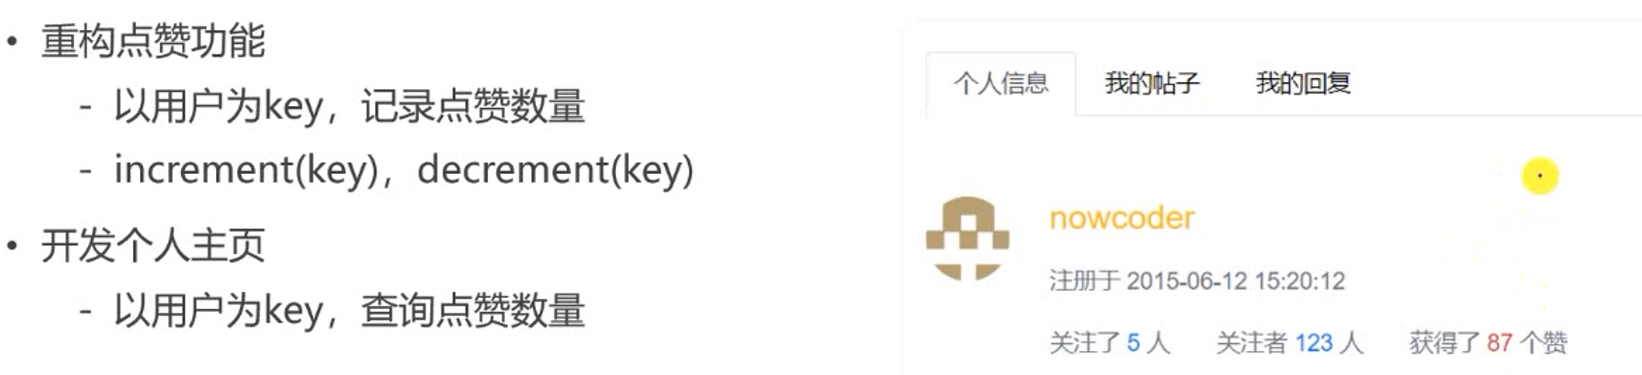 • 重构点赞功能
- 以用户为key，记录点赞数量
- increment(key)，decrement(key)
• 开发个人主页
- 以用户为key，查询点赞数量
个人信息 我的帖子 我的回复
nowcoder
注册于 2015-06-12 15:20:12
关注了 5 人 关注者 123 人 获得了 87 个赞